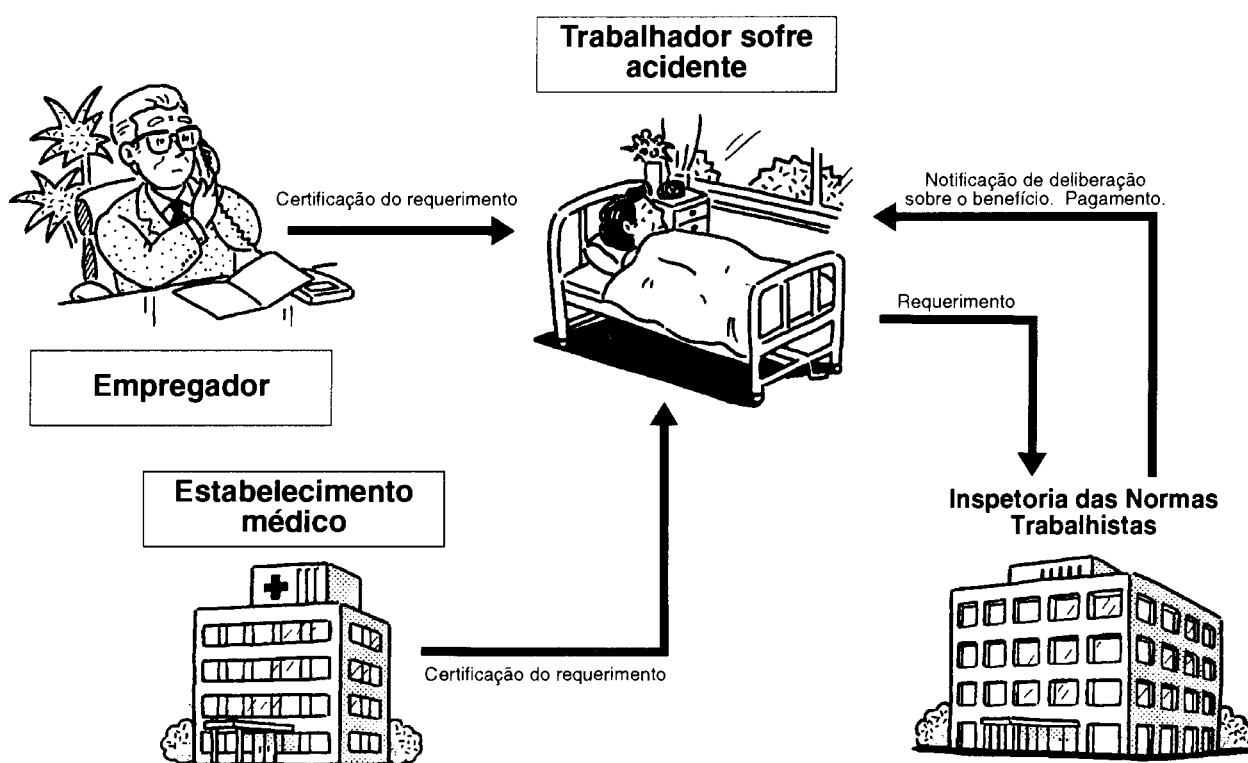 Trabalhador sofre
acidente
Certificação do requerimento
Notificação de deliberação
sobre o benefício. Pagamento.
Requerimento
Empregador
Estabelecimento
médico
Inspetoria das Normas
Trabalhistas
Certificação do requerimento